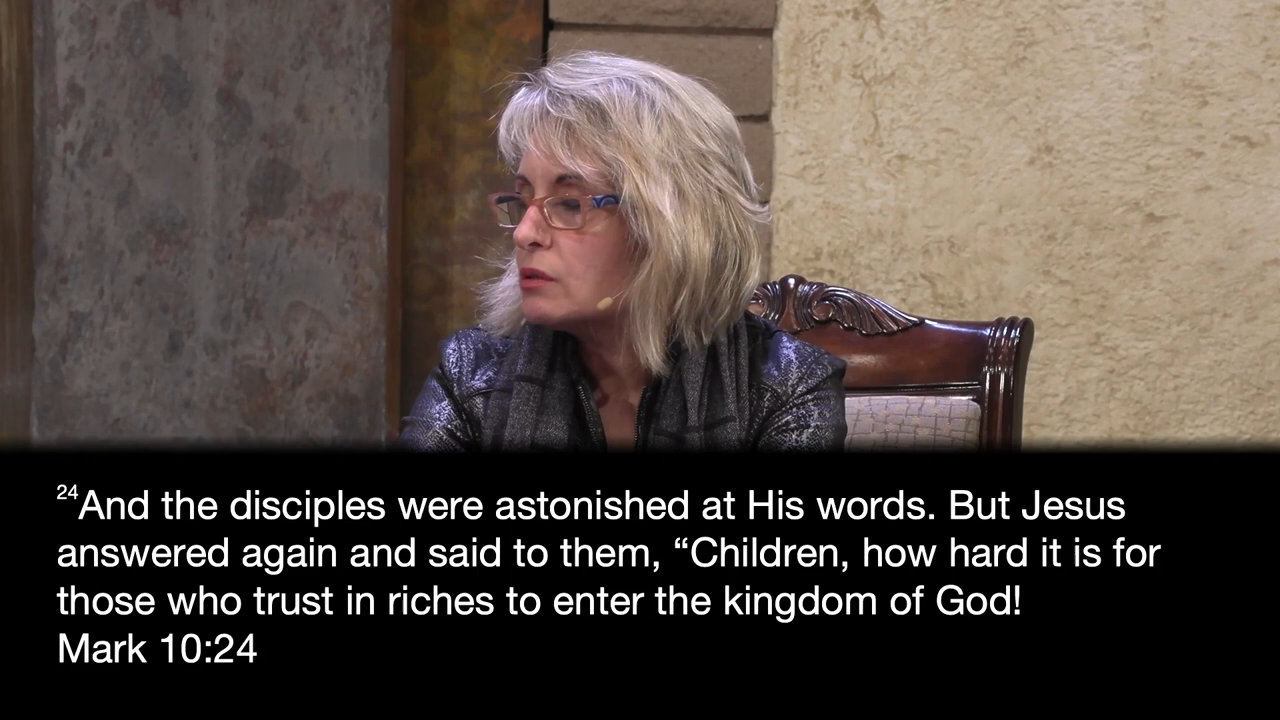 24And the disciples were astonished at His words. But Jesus
answered again and said to them, “Children, how hard it is for
those who trust in riches to enter the kingdom of God!
Mark 10:24